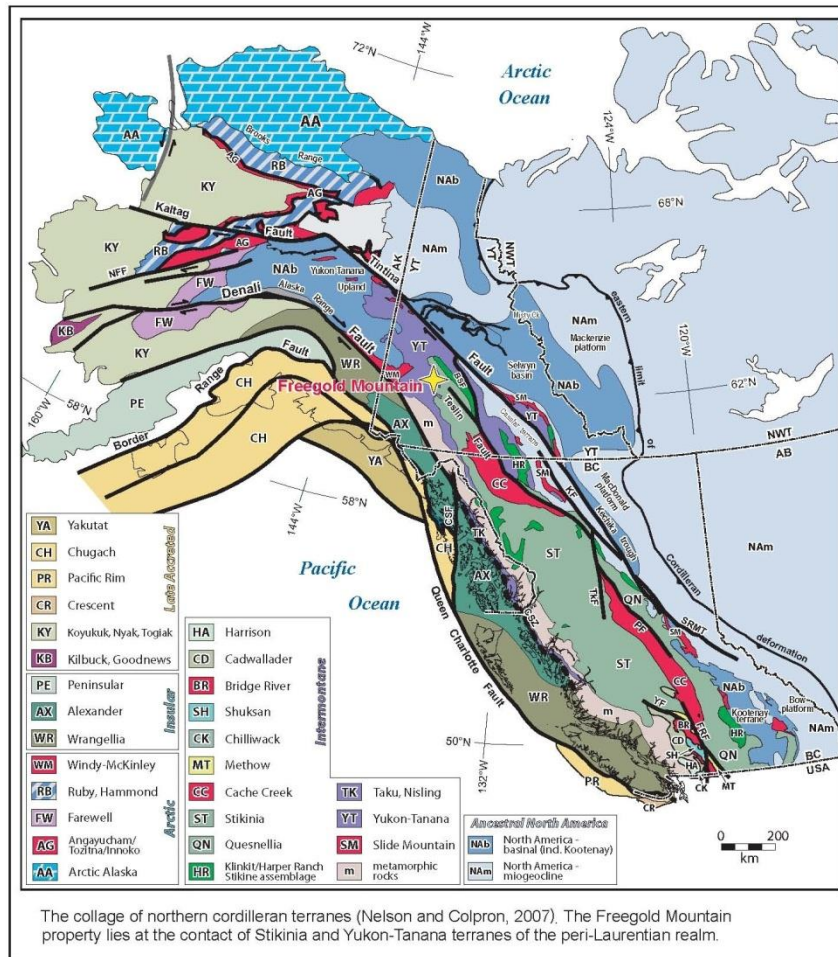 144°W
72°N
Arctic
Ocean
124°W
AA
AA
Brooks
Range
RB
AG
NAb
KY
AG
68°N
Kaltag
Fault
NAm
AK
YT
YT
NWT
KY
RB
AG
Tintina
NFF
NAb
Yukon-Tanana
Upland
eastern
FW
Denali
Alaska
Range
NAm
Mackenzie
platform
120°W
KB
FW
Fault
YT
Fault
Selwyn
basin
limit
KY
WR
WM
NAb
62°N
Freegold Mountain
BSF
SM
160°W
58°N
PE
Range
Fault
CH
Teslin
YT
of
Border
AX
m
Fault
Cassiar terrane
NWT
AB
CH
YA
CC
HR
SM
YT
BC
58°N
KF
MacDonald
platform
Kechika
trough
144°W
CSF
TK
CH
ST
NAm
Pacific
Ocean
AX
Cordilleran
Queen
Charlotte
Fault
CSZ
TkF
QN
PF
SM
SRMT
deformation
ST
CC
NAb
Kootenay
terrane
Bow
platform
WR
m
YF
BR
CD
FRF
HR
NAm
50°N
SH
HA
QN
BC
USA
132°W
PR
CK
MT
CR
YA Yakutat
CH Chugach
PR Pacific Rim
CR Crescent
KY Koyukuk, Nyak, Togiak
KB Kilbuck, Goodnews
Late Accreted
PE Peninsular
AX Alexander
WR Wrangellia
Insular
WM Windy-McKinley
RB Ruby, Hammond
FW Farewell
AG Angayucham/
Tozitna/Innoko
AA Arctic Alaska
Arctic
HA Harrison
CD Cadwallader
BR Bridge River
SH Shuksan
CK Chilliwack
MT Methow
CC Cache Creek
ST Stikinia
QN Quesnellia
HR Klinkit/Harper Ranch
Stikine assemblage
Intermontane
TK Taku, Nisling
YT Yukon-Tanana
SM Slide Mountain
m metamorphic
rocks
Ancestral North America
NAb North America -
basinal (incl. Kootenay)
NAm North America -
miogeocline
0 200
km
The collage of northern cordilleran terranes (Nelson and Colpron, 2007). The Freegold Mountain
property lies at the contact of Stikinia and Yukon-Tanana terranes of the peri-Laurentian realm.